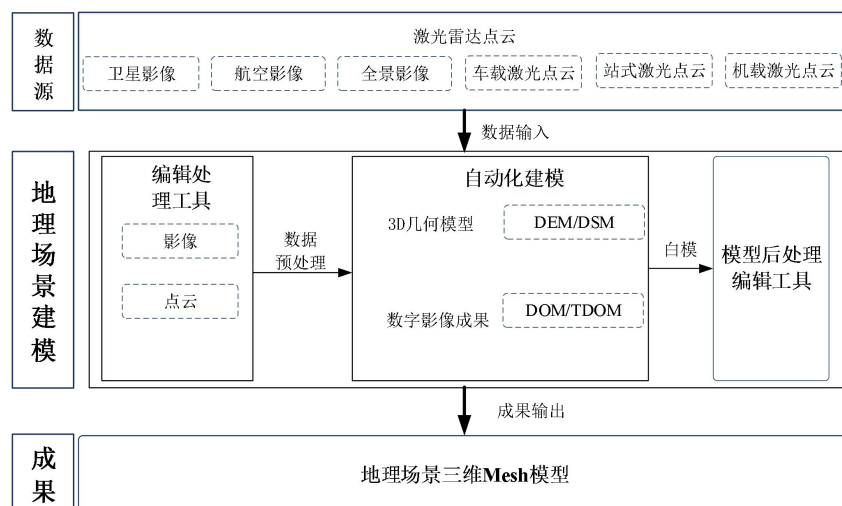 数据源
激光雷达点云
卫星影像
航空影像
全景影像
车载激光点云
站式激光点云
机载激光点云
数据输入
地理场景建模
编辑处
理工具
影像
点云
数据
预处理
自动化建模
3D几何模型
DEM/DSM
数字影像成果
DOM/TDOM
白模
模型后处理
编辑工具
成果输出
成果
地理场景三维Mesh模型